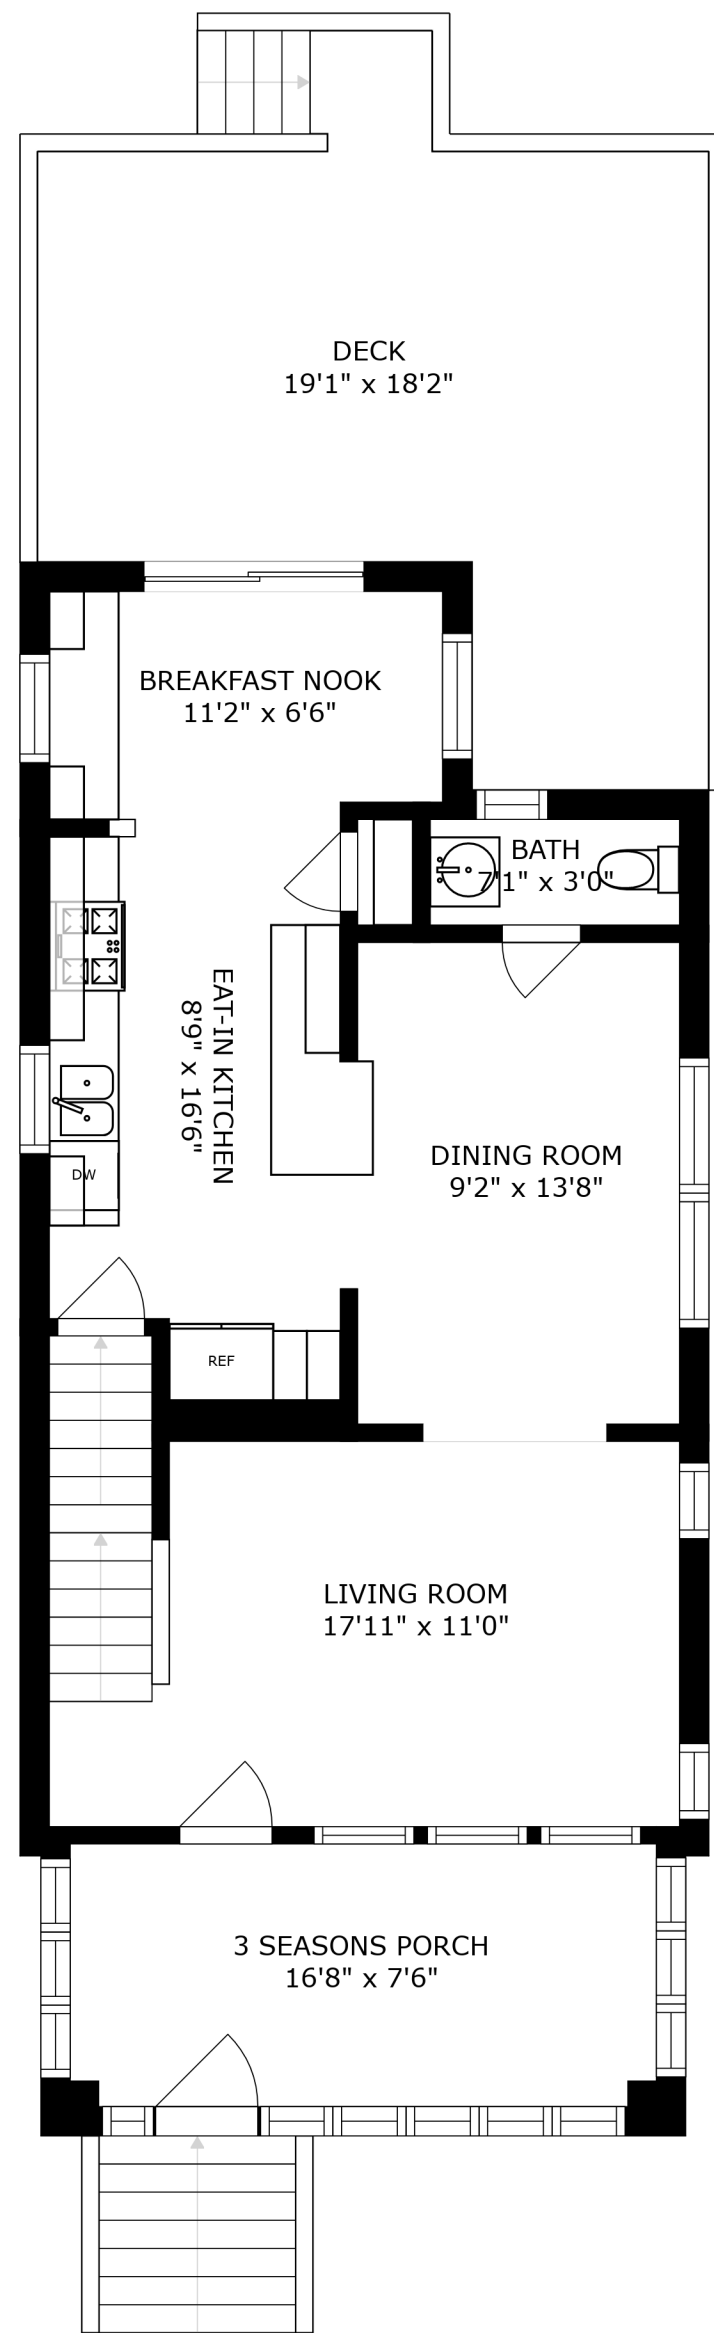 DECK
19'1" x 18'2"
BREAKFAST NOOK
11'2" x 6'6"
BATH
7'1" x 3'0"
EAT-IN KITCHEN
8'9" x 16'6"
DINING ROOM
9'2" x 13'8"
DW
REF
LIVING ROOM
17'11" x 11'0"
3 SEASONS PORCH
16'8" x 7'6"